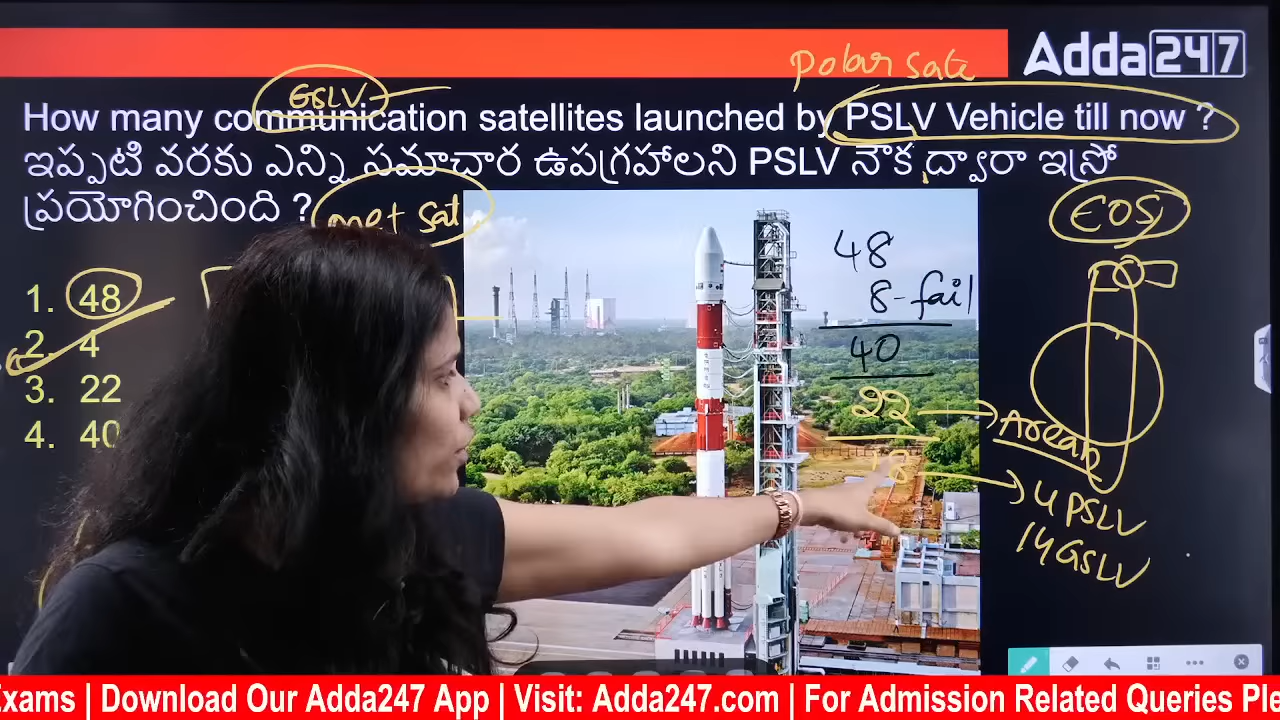 polar sate
Adda247
GSLV
How many communication satellites launched by PSLV Vehicle till now ?
ఇప్పటి వరకు ఎన్ని సమాచార ఉపగ్రహాలని PSLV నౌక ద్వారా ఇస్రో
ప్రయోగించింది ?
met sat
EOS
1. 48
2. 4
3. 22
4. 40
48
8-fail
40
22
Areah
8
4 PSLV
14 GSLV
Exams | Download Our Adda247 App | Visit: Adda247.com | For Admission Related Queries Ple